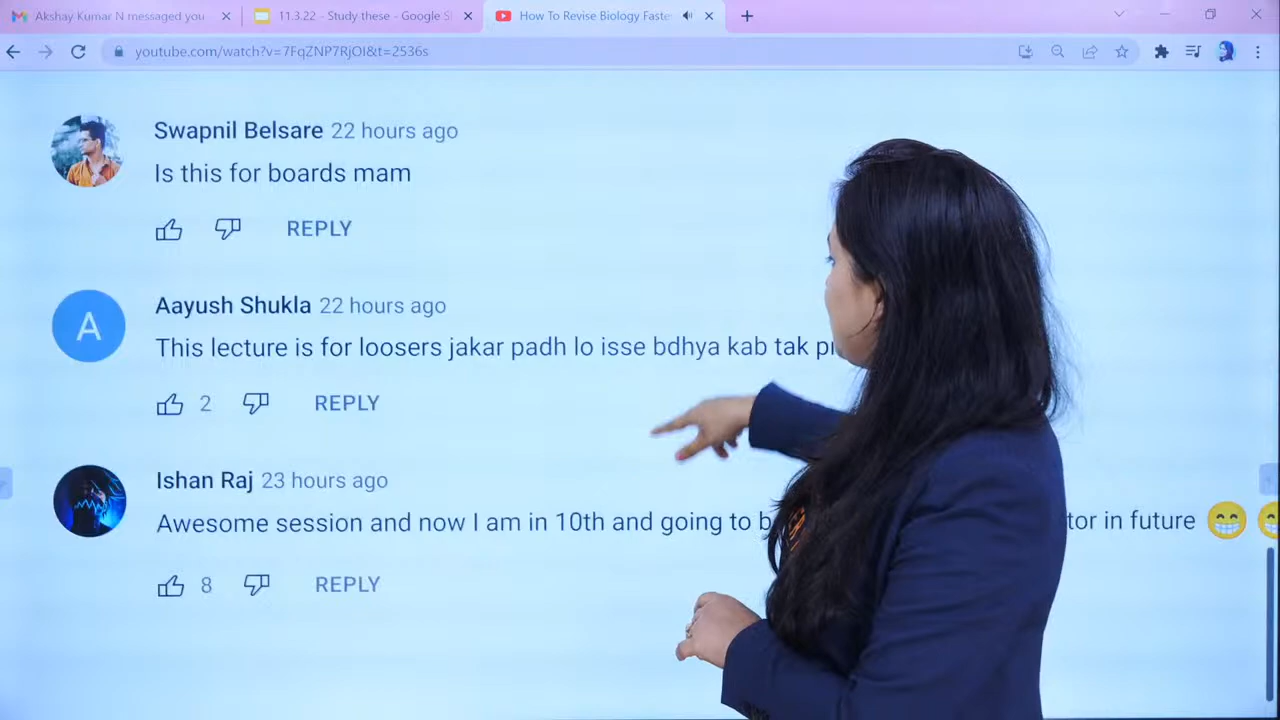 Akshay Kumar N messaged you
11.3.22 - Study these - Google Sl
How To Revise Biology Faster
youtube.com/watch?v=7FqZNP7RjOI&t=2536s
Swapnil Belsare 22 hours ago
Is this for boards mam
REPLY
A
Aayush Shukla 22 hours ago
This lecture is for loosers jakar padh lo isse bdhya kab tak
2 REPLY
Ishan Raj 23 hours ago
Awesome session and now I am in 10th and going to in future 😁
8 REPLY